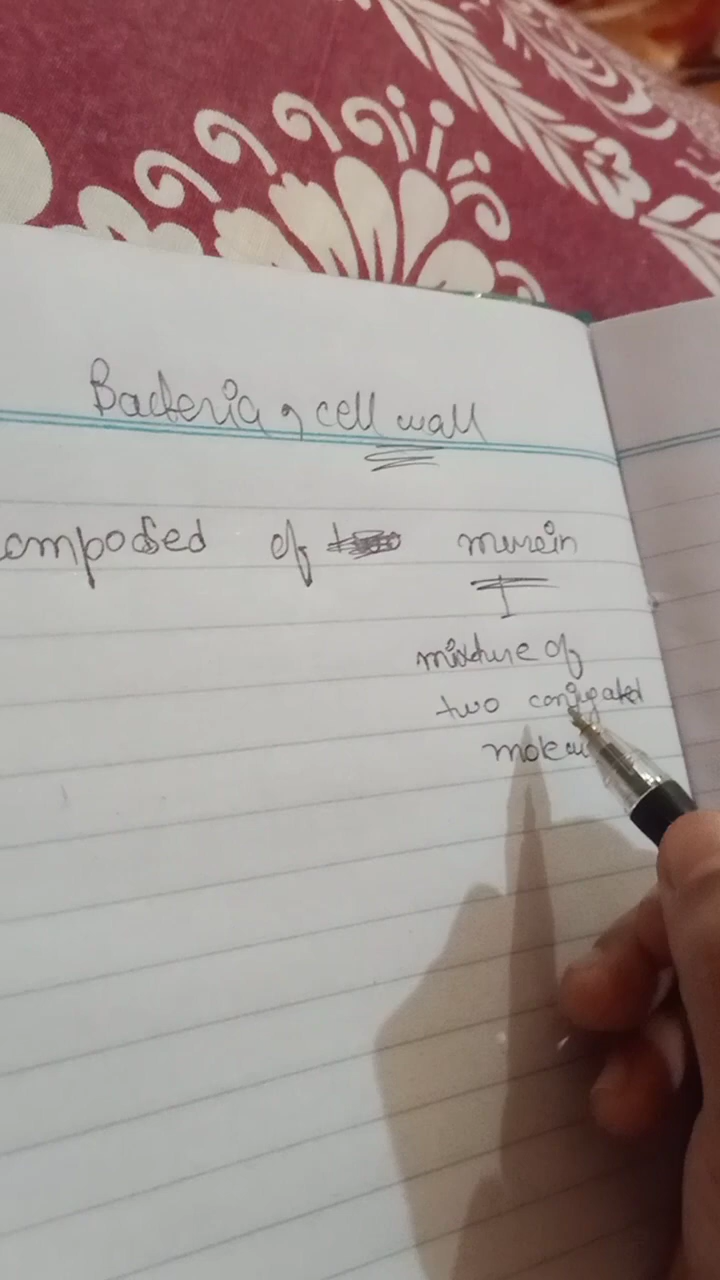 Bacteria, cell wall
omposed of murein
mixture of
two conjugated
molecu